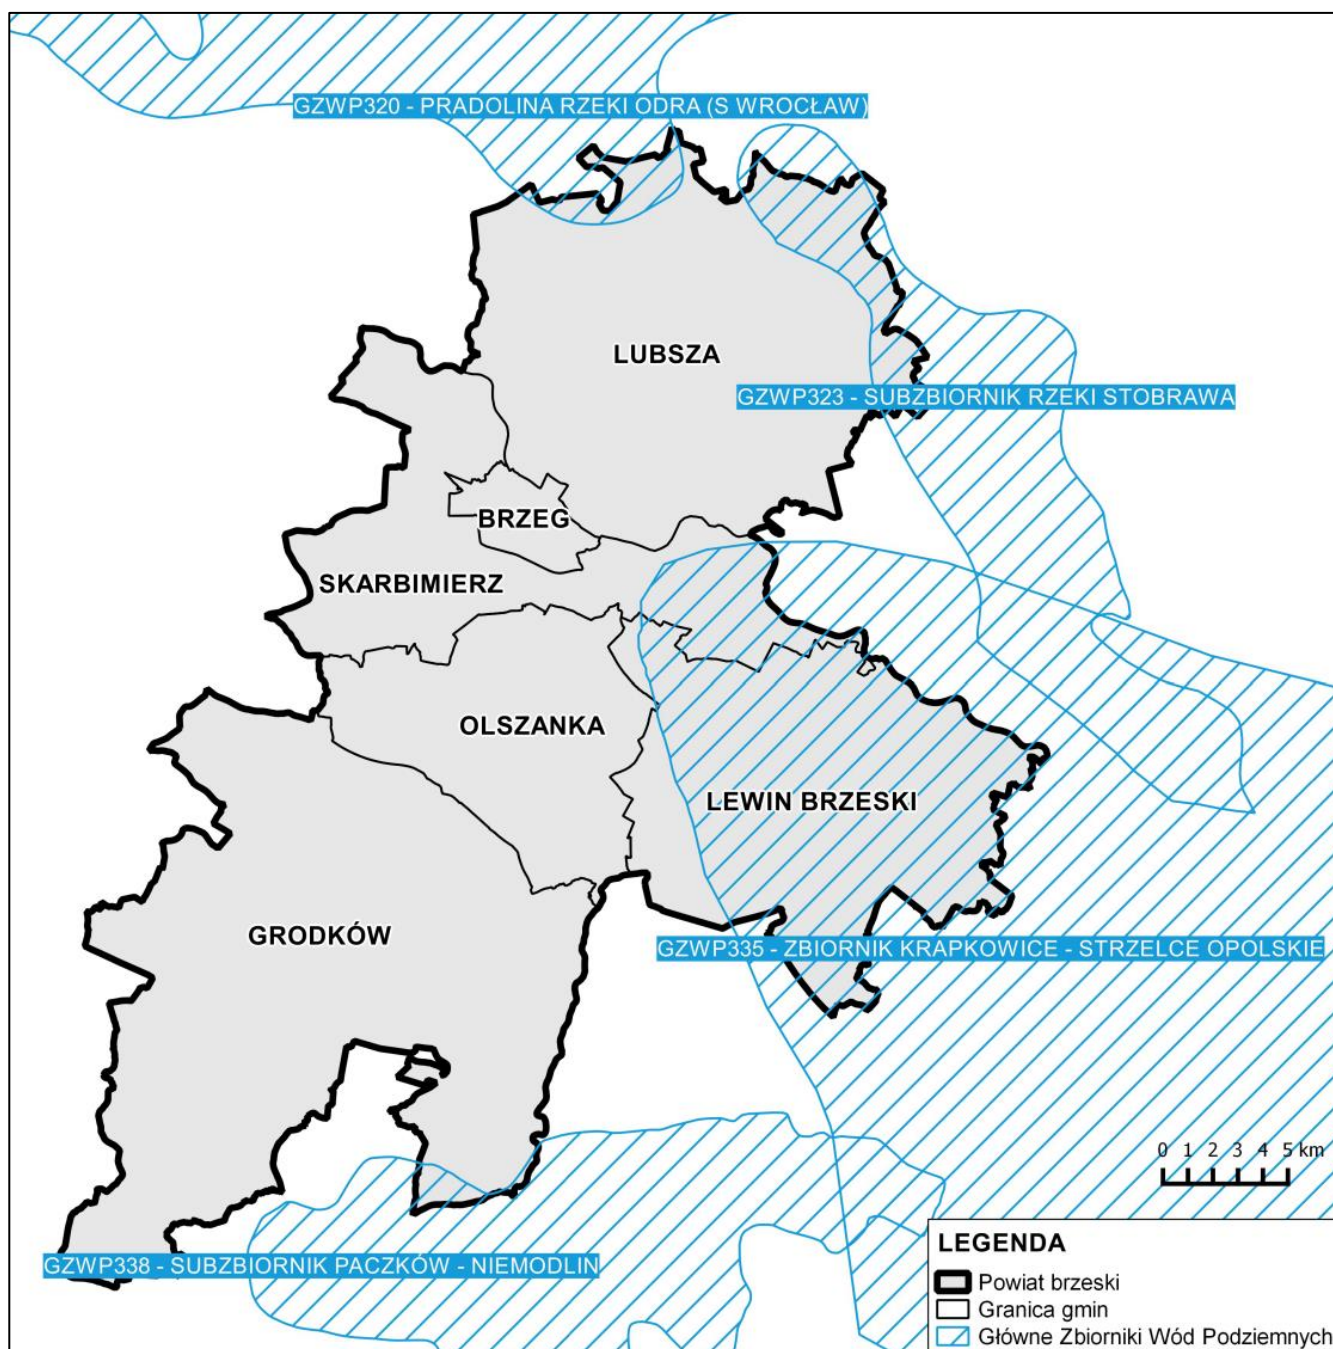 GZWP320 - PRADOLINA RZEKI ODRA (S WROCŁAW)
LUBSZA
GZWP323 - SUBZBIORNIK RZEKI STOBRAWA
BRZEG
SKARBIMIERZ
OLSZANKA
LEWIN BRZESKI
GRODKÓW
GZWP335 - ZBIORNIK KRAPKOWICE - STRZELCE OPOLSKIE
0 1 2 3 4 5 km
GZWP338 - SUBZBIORNIK PACZKÓW - NIEMODLIN
LEGENDA
Powiat brzeski
Granica gmin
Główne Zbiorniki Wód Podziemnych